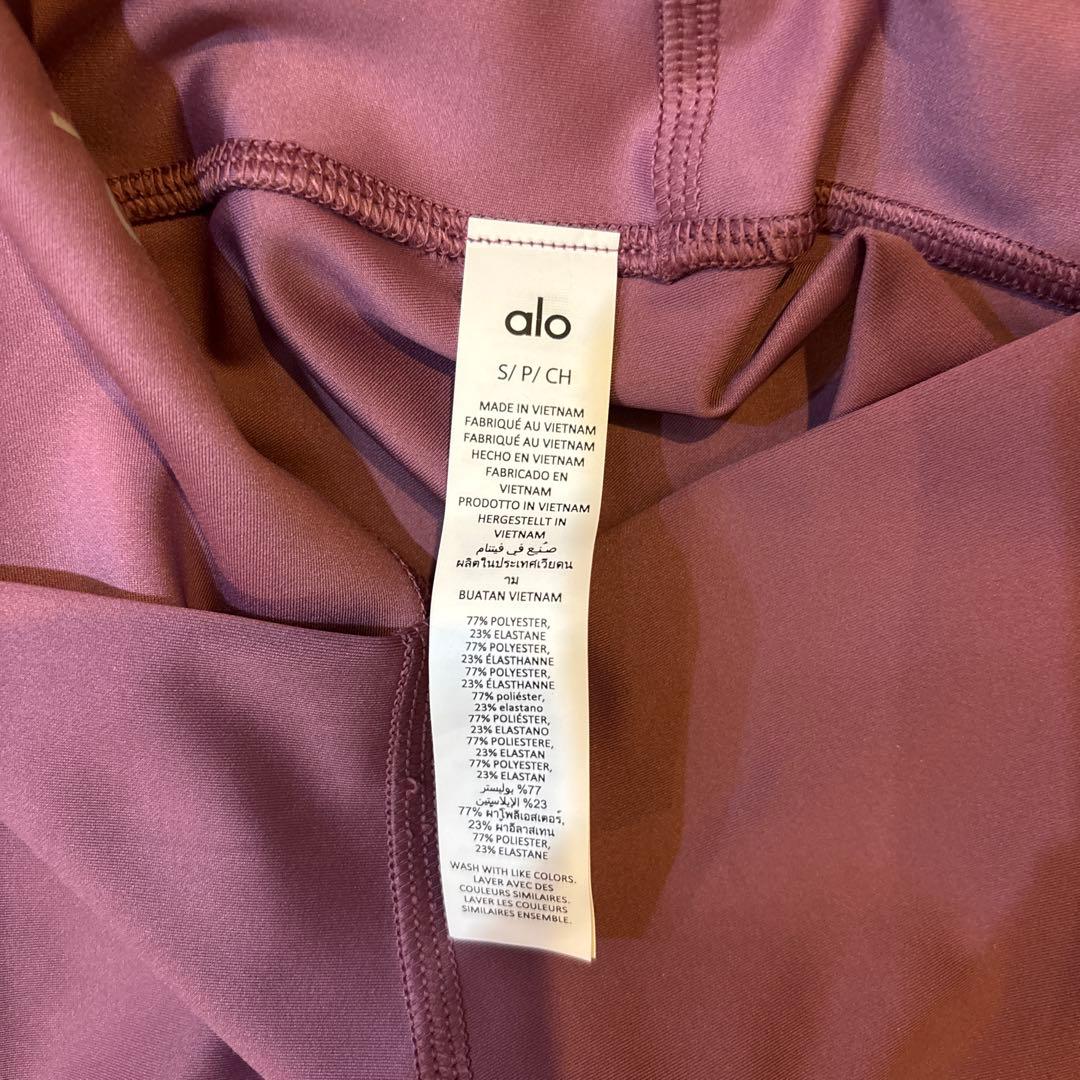 alo
S/ P/ CH
MADE IN VIETNAM
FABRIQUÉ AU VIETNAM
FABRIQUÉ AU VIETNAM
HECHO EN VIETNAM
FABRICADO EN
VIETNAM
PRODOTTO IN VIETNAM
HERGESTELLT IN
VIETNAM
صُنِع في فيتنام
ผลิตในประเทศเวียดน
าม
BUATAN VIETNAM
77% POLYESTER,
23% ELASTANE
77% POLYESTER,
23% ÉLASTHANNE
77% POLYESTER,
23% ÉLASTHANNE
77% poliéster,
23% elastano
77% POLIÉSTER,
23% ELASTANO
77% POLIESTERE,
23% ELASTAN
77% POLYESTER,
23% ELASTAN
77% بوليستر
23% الإيلاستين
77% ผ้าโพลีเอสเตอร์,
23% ผ้าอีลาสเทน
77% POLIESTER,
23% ELASTANE
WASH WITH LIKE COLORS.
LAVER AVEC DES
COULEURS SIMILAIRES.
LAVER LES COULEURS
SIMILAIRES ENSEMBLE.